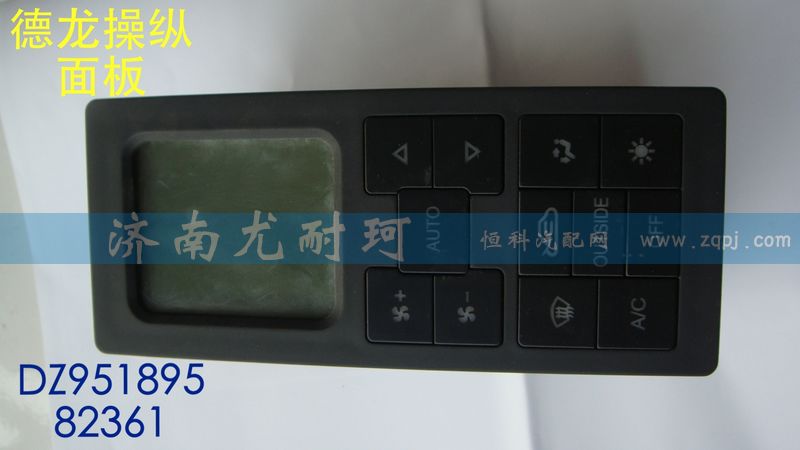 德龙操纵
面板
AUTO
OUTSIDE
OFF
+
-
A/C
济南尤耐珂
恒科汽配网
www.zqpj.com
DZ951895
82361